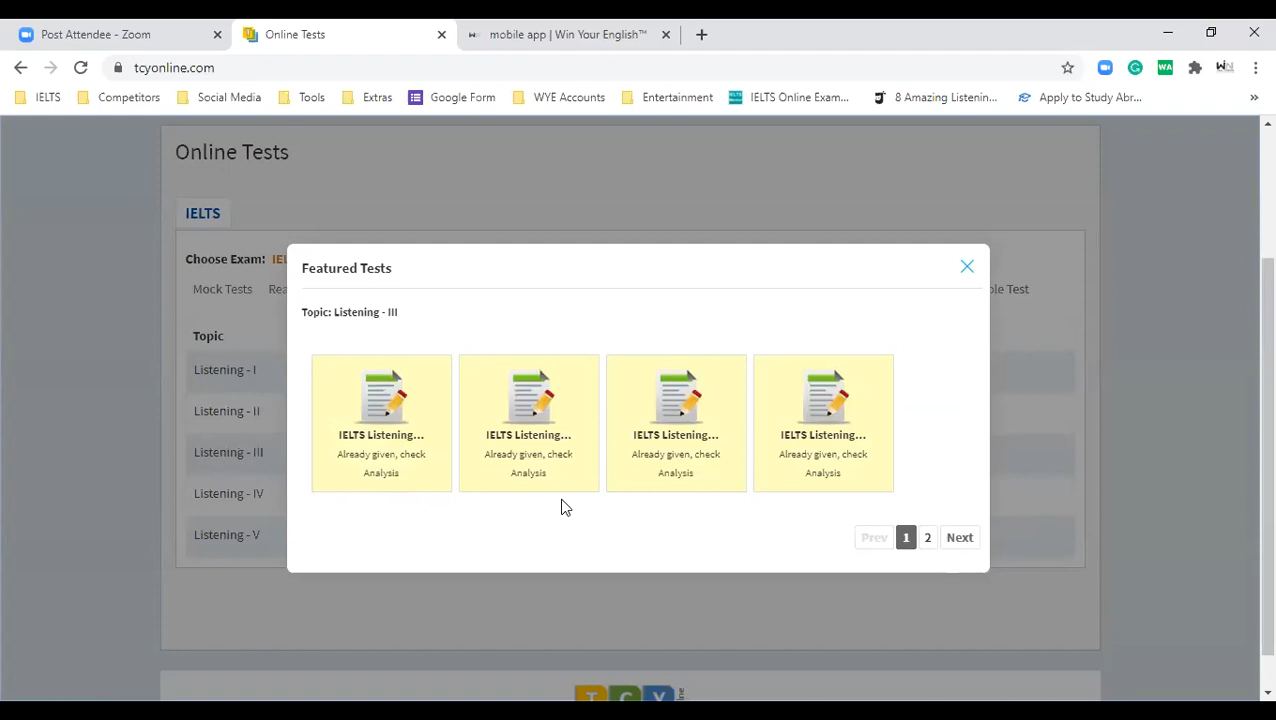 Post Attendee - Zoom
Online Tests
mobile app | Win Your English™
tcyonline.com
WA
IELTS
Competitors
Social Media
Tools
Extras
Google Form
WYE Accounts
Entertainment
IELTS Online Exam...
8 Amazing Listenin...
Apply to Study Abr...
Online Tests
IELTS
Choose Exam:
Mock Tests
Featured Tests
Topic: Listening - III
Topic
Listening - I
Listening - II
Listening - III
Listening - IV
Listening - V
IELTS Listening...
Already given, check
Analysis
IELTS Listening...
Already given, check
Analysis
IELTS Listening...
Already given, check
Analysis
IELTS Listening...
Already given, check
Analysis
Prev 1 2 Next
Test
TCY